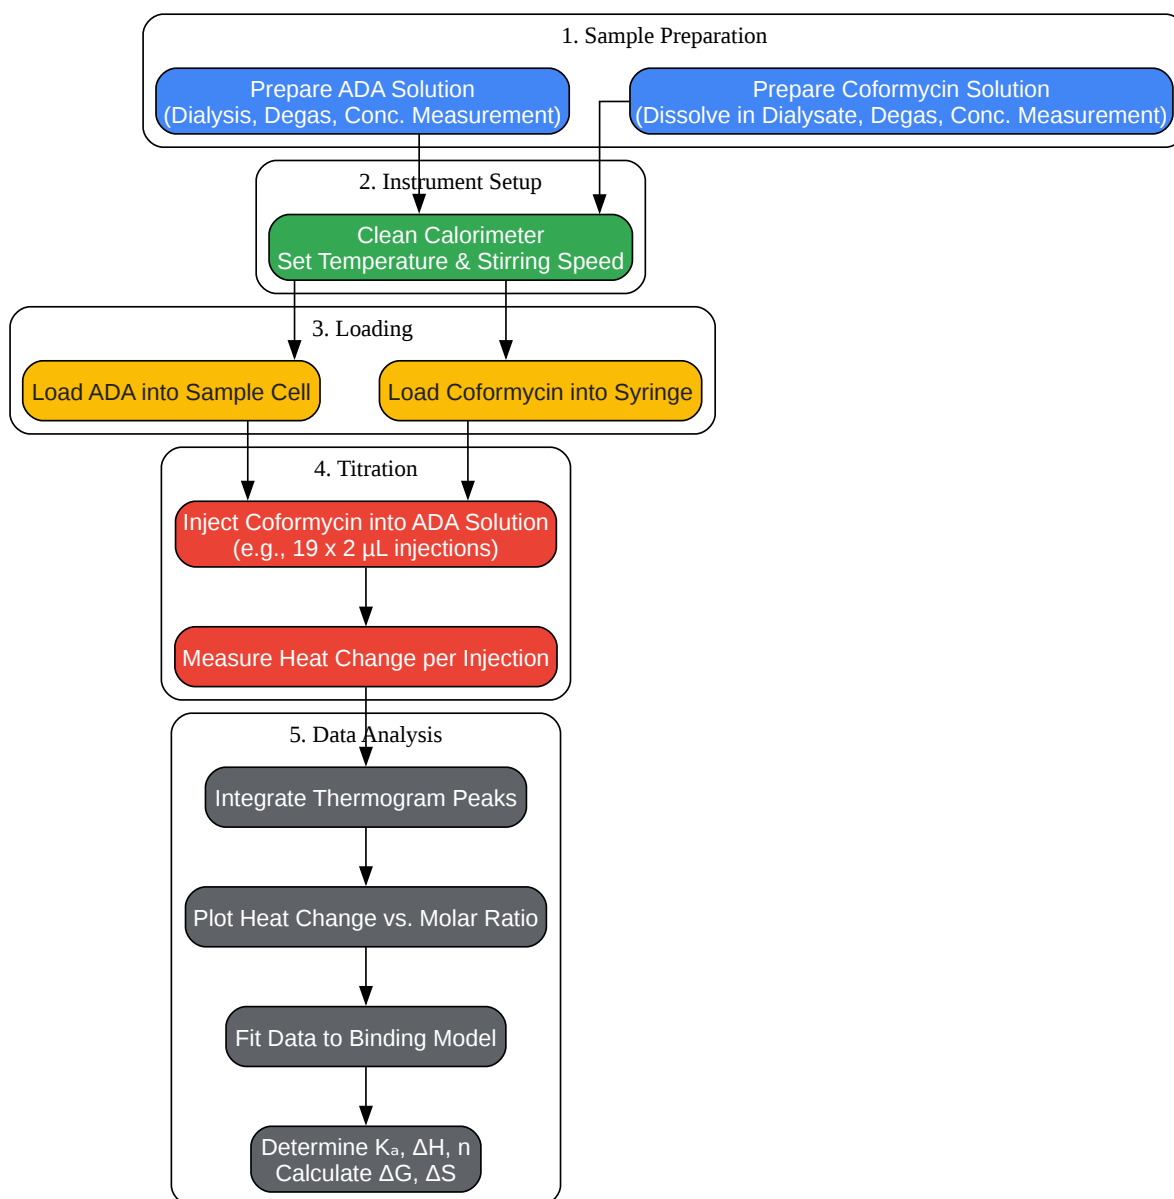 1. Sample Preparation
Prepare ADA Solution
(Dialysis, Degas, Conc. Measurement)
Prepare Coformycin Solution
(Dissolve in Dialysate, Degas, Conc. Measurement)
2. Instrument Setup
Clean Calorimeter
Set Temperature & Stirring Speed
3. Loading
Load ADA into Sample Cell
Load Coformycin into Syringe
4. Titration
Inject Coformycin into ADA Solution
(e.g., 19 x 2 µL injections)
Measure Heat Change per Injection
5. Data Analysis
Integrate Thermogram Peaks
Plot Heat Change vs. Molar Ratio
Fit Data to Binding Model
Determine Kₐ, ΔH, n
Calculate ΔG, ΔS